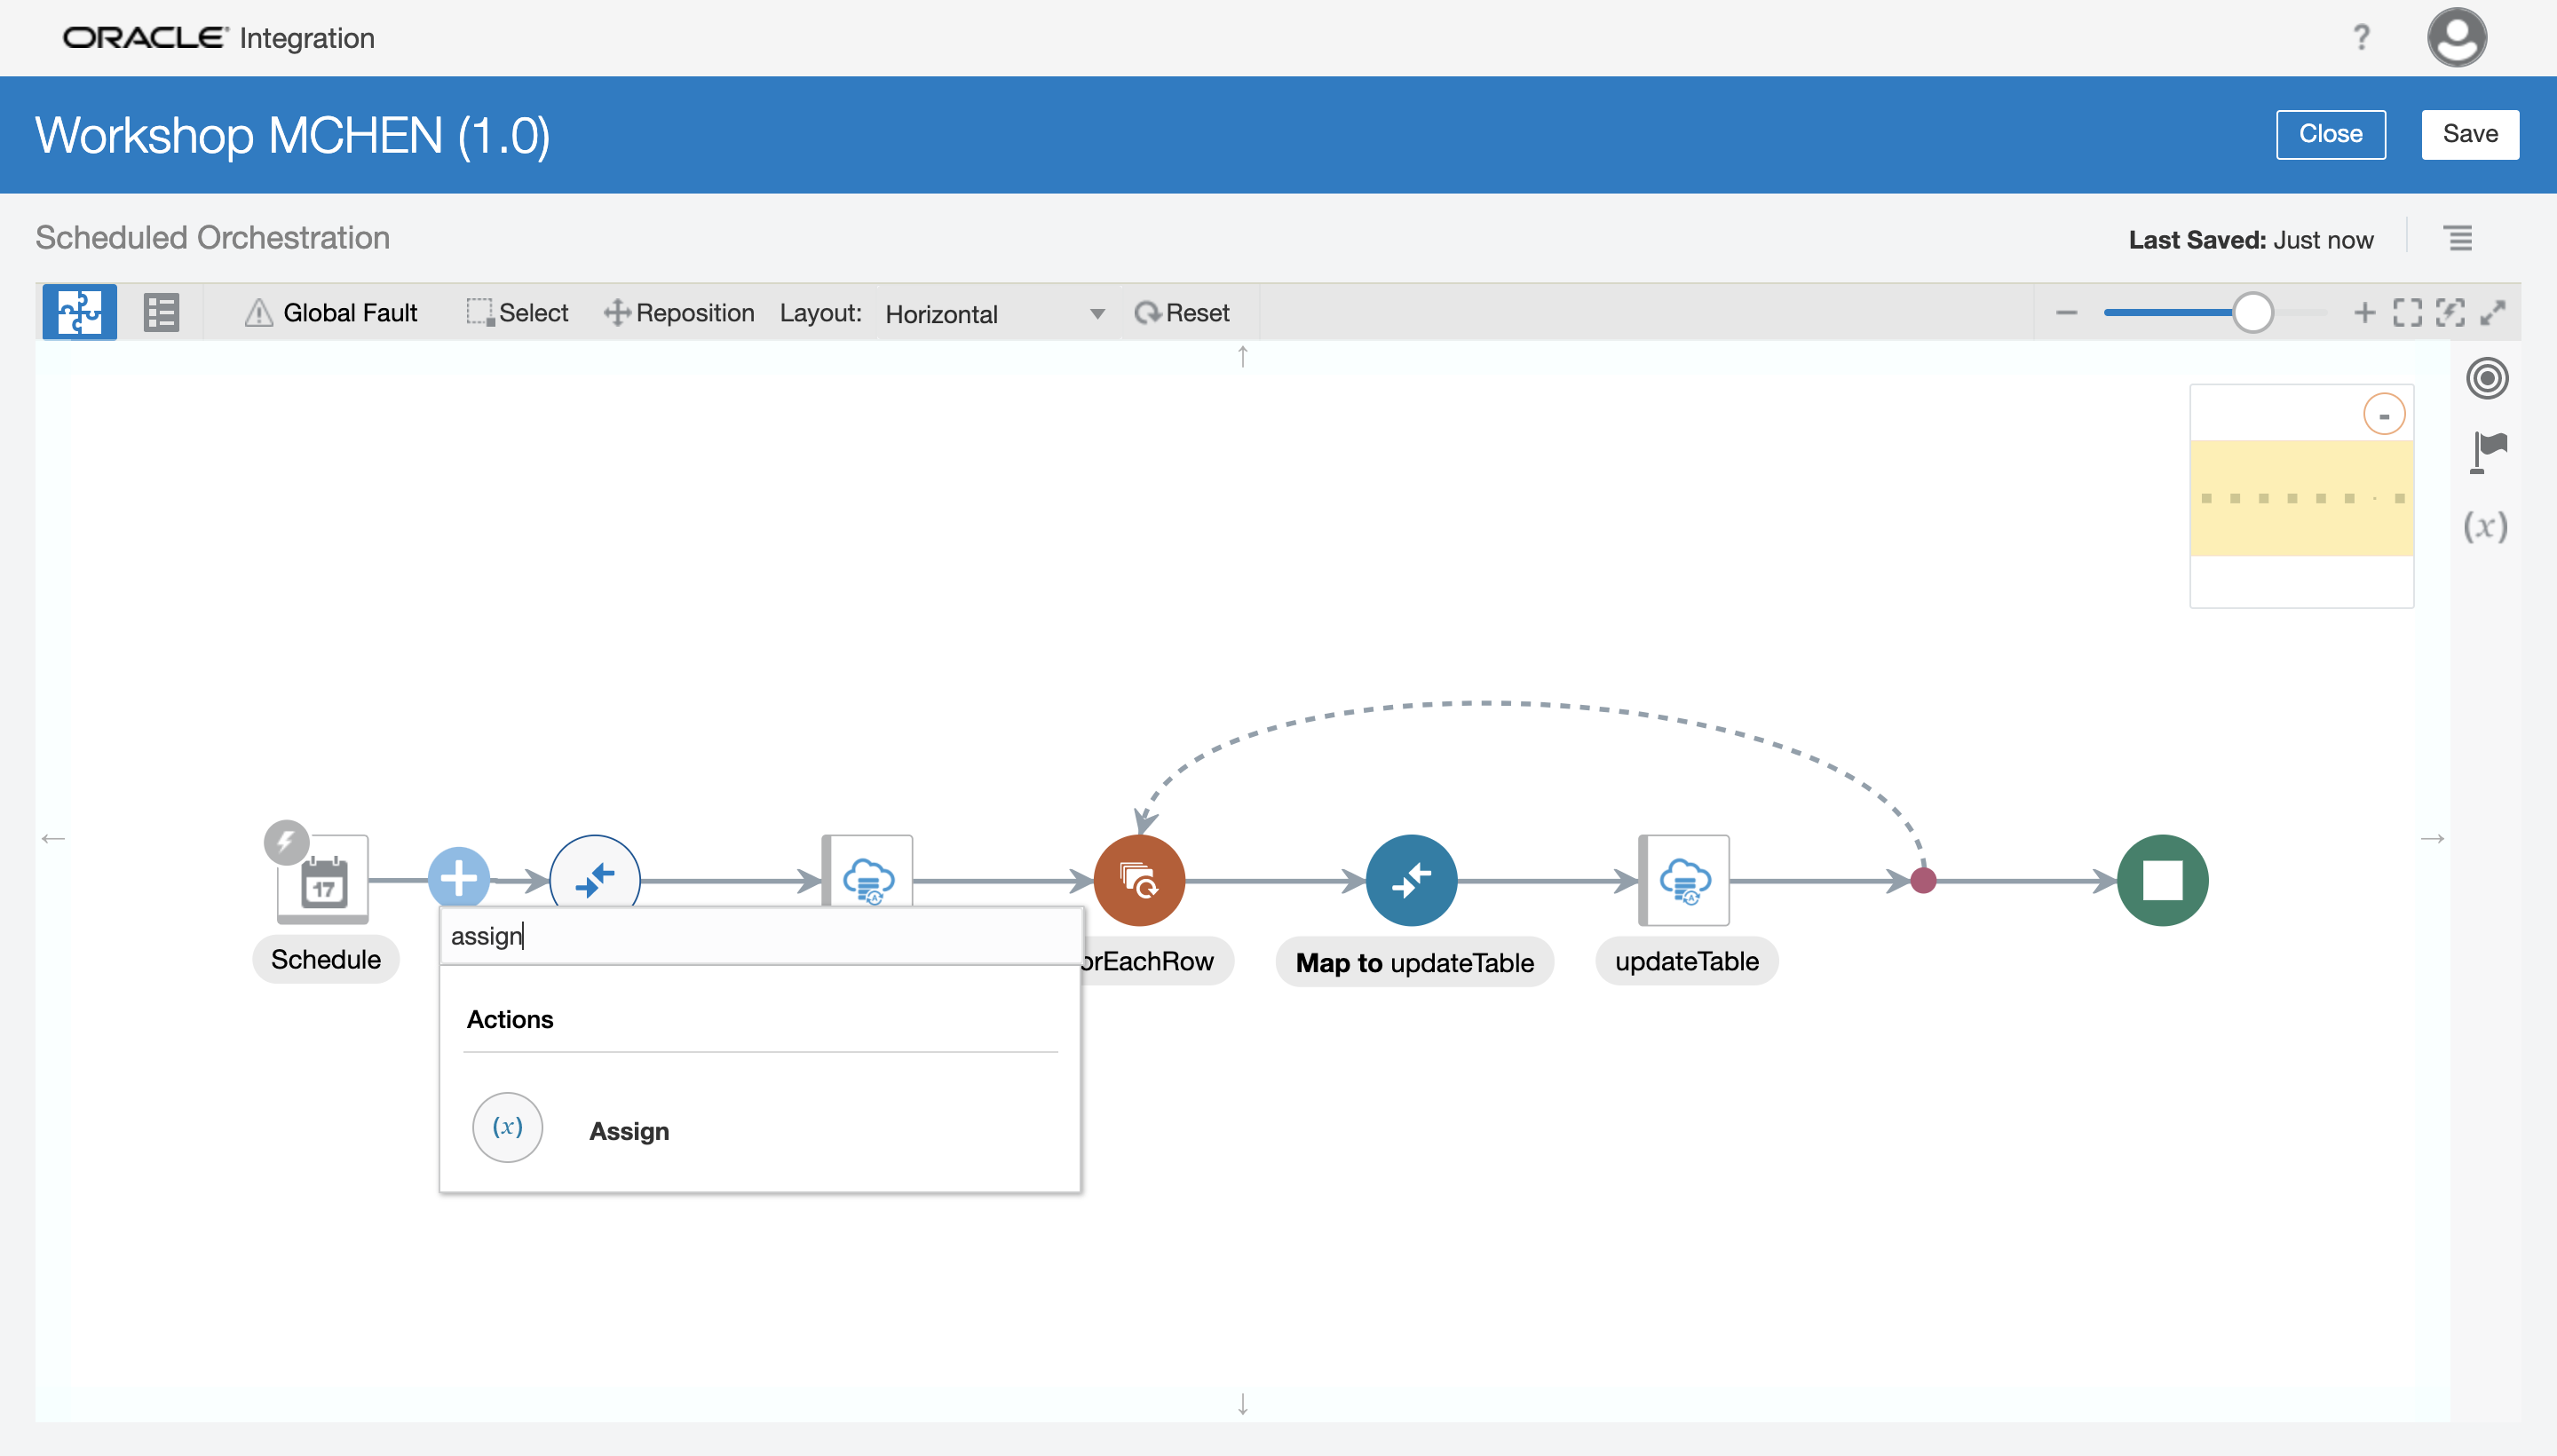 ORACLE Integration
?
Workshop MCHEN (1.0)
Close
Save
Scheduled Orchestration
Last Saved: Just now
Global Fault
Select
Reposition
Layout:
Horizontal
Reset
(x)
17
Schedule
assign
orEachRow
Map to updateTable
updateTable
Actions
(x)
Assign